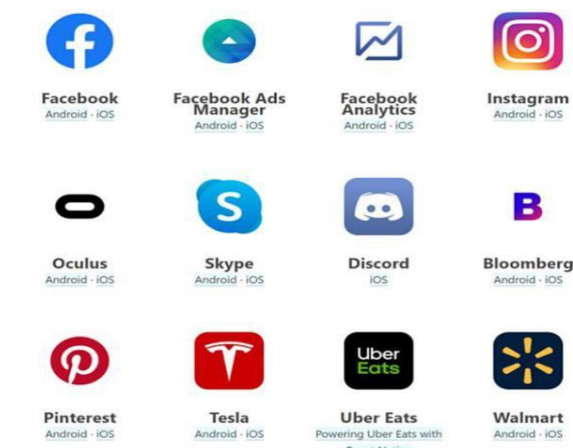 Facebook
Android · iOS
Facebook Ads
Manager
Android · iOS
Facebook
Analytics
Android · iOS
Instagram
Android · iOS
Oculus
Android · iOS
S
Skype
Android · iOS
Discord
iOS
B
Bloomberg
Android · iOS
Pinterest
Android · iOS
Tesla
Android · iOS
Uber
Eats
Uber Eats
Powering Uber Eats with
Walmart
Android · iOS